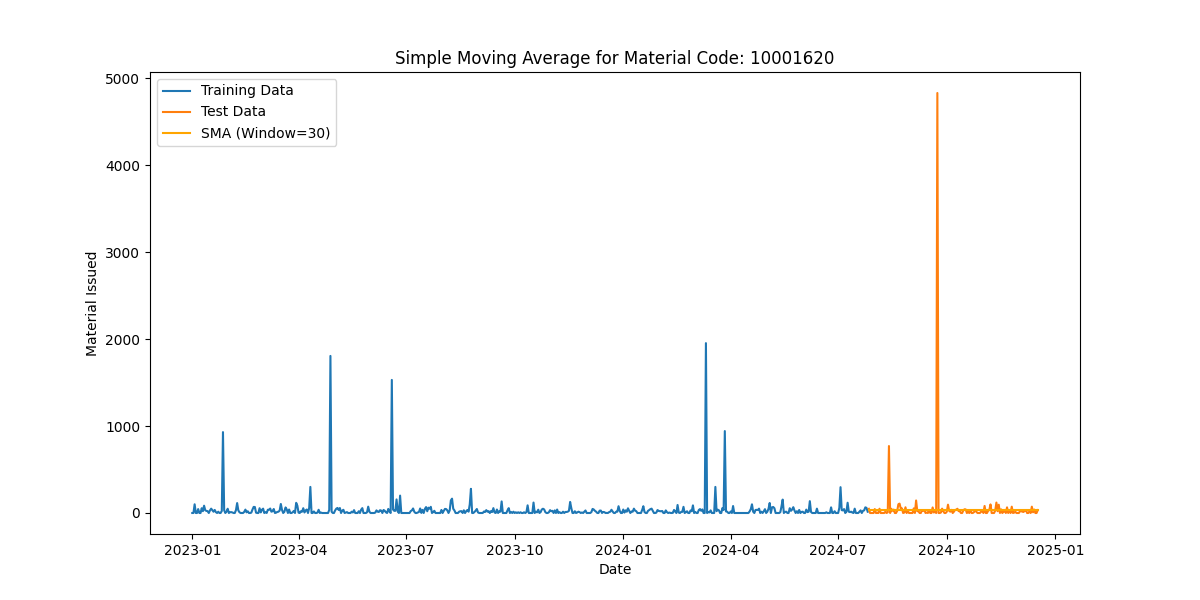 Simple Moving Average for Material Code: 10001620
Training Data
Test Data
SMA (Window=30)
Material Issued
5000
4000
3000
2000
1000
0
2023-01 2023-04 2023-07 2023-10 2024-01 2024-04 2024-07 2024-10 2025-01
Date